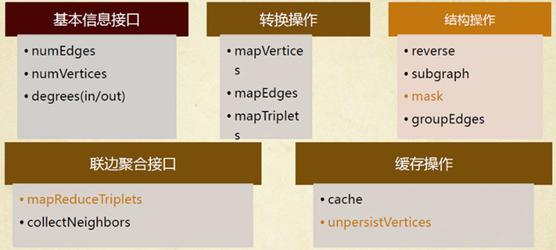 基本信息接口
• numEdges
• numVertices
• degrees(in/out)
转换操作
• mapVertice
s
• mapEdges
• mapTriplet
s
结构操作
• reverse
• subgraph
• mask
• groupEdges
联边聚合接口
• mapReduceTriplets
• collectNeighbors
缓存操作
• cache
• unpersistVertices